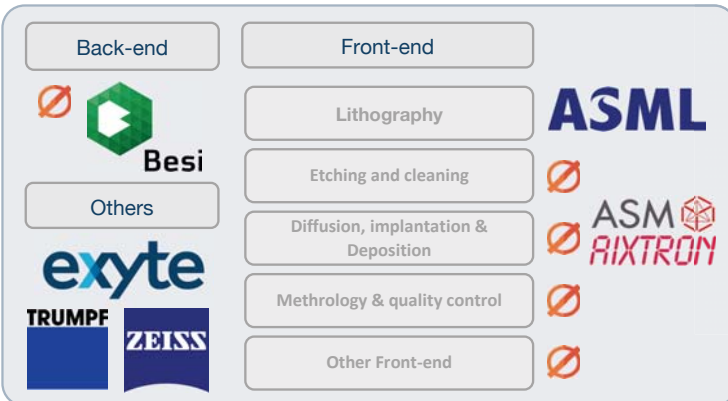 Back-end
Front-end
Besi
Lithography
ASML
Etching and cleaning
Others
Diffusion, implantation &
Deposition
ASM
AIXTRON
exyte
Methrology & quality control
TRUMPF
ZEISS
Other Front-end